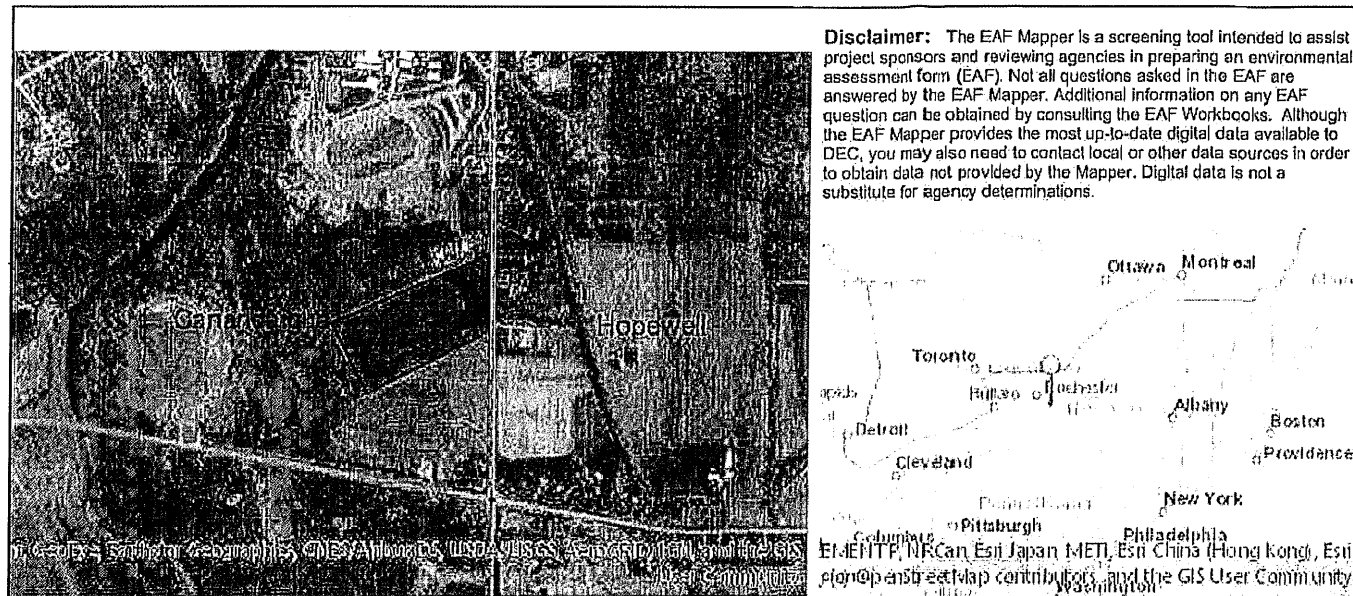 Disclaimer: The EAF Mapper is a screening tool intended to assist
project sponsors and reviewing agencies in preparing an environmental
assessment form (EAF). Not all questions asked in the EAF are
answered by the EAF Mapper. Additional information on any EAF
question can be obtained by consulting the EAF Workbooks. Although
the EAF Mapper provides the most up-to-date digital data available to
DEC, you may also need to contact local or other data sources in order
to obtain data not provided by the Mapper. Digital data is not a
substitute for agency determinations.
Hopewell
Ottawa Montreal
Toronto
Rochester
Albany
Boston
Detroit
Providence
Cleveland
New York
Pittsburgh
Philadelphia
Columbus
NRCan, Esri Japan, METI, Esri China (Hong Kong), Esri
OpenStreetMap contributors, and the GIS User Community
Washington